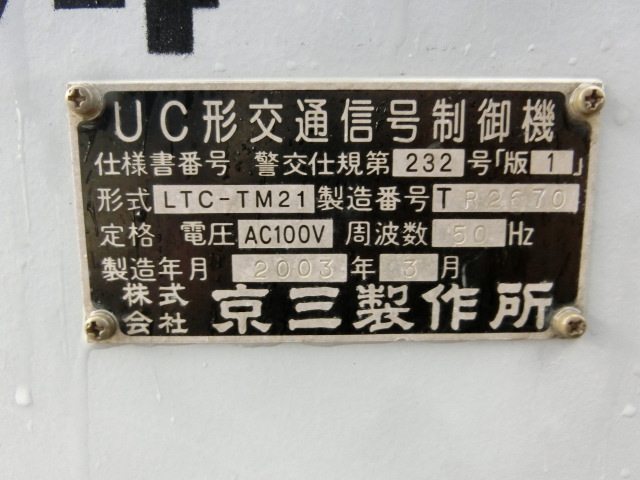 UC形交通信号制御機
仕様書番号 警交仕規第 232 号「版 1」
形式 LTC-TM21 製造番号 T R2670
定格 電圧 AC100V 周波数 50 Hz
製造年月 2003 年 3 月
株式会社 京三製作所